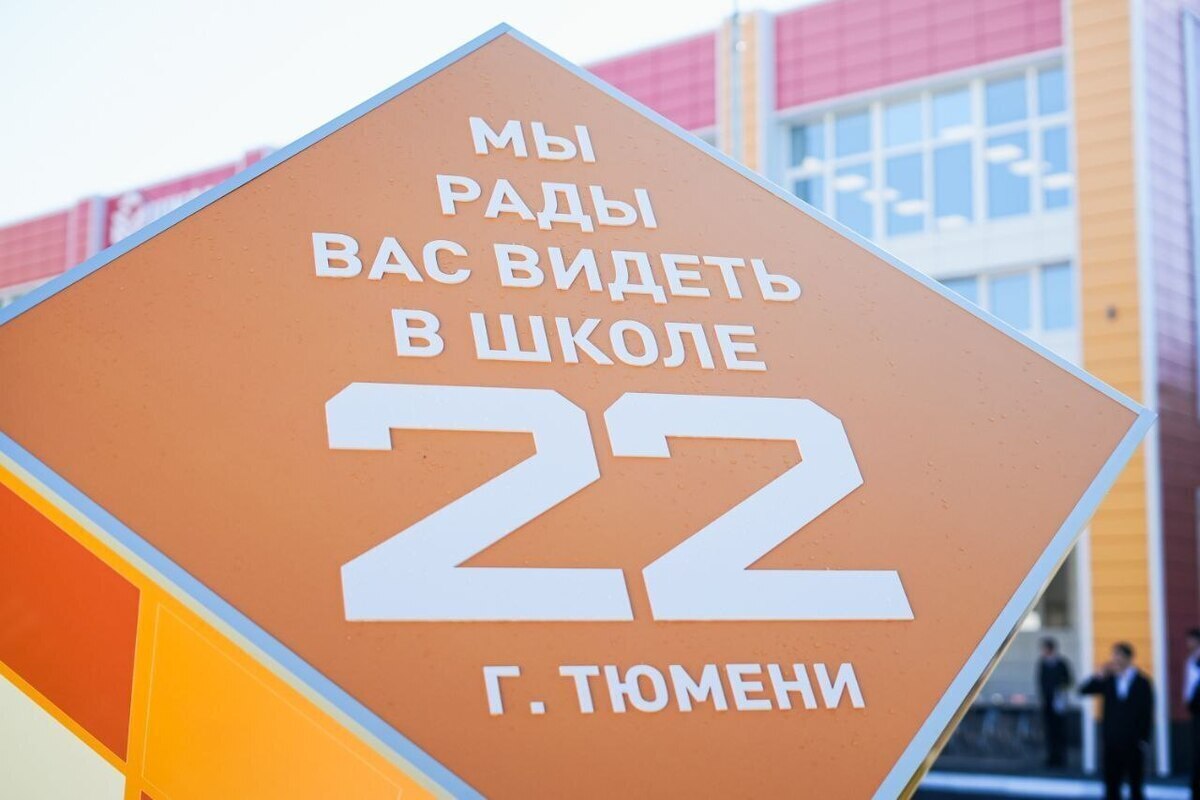 МЫ
РАДЫ
ВАС ВИДЕТЬ
В ШКОЛЕ
22
Г. ТЮМЕНИ